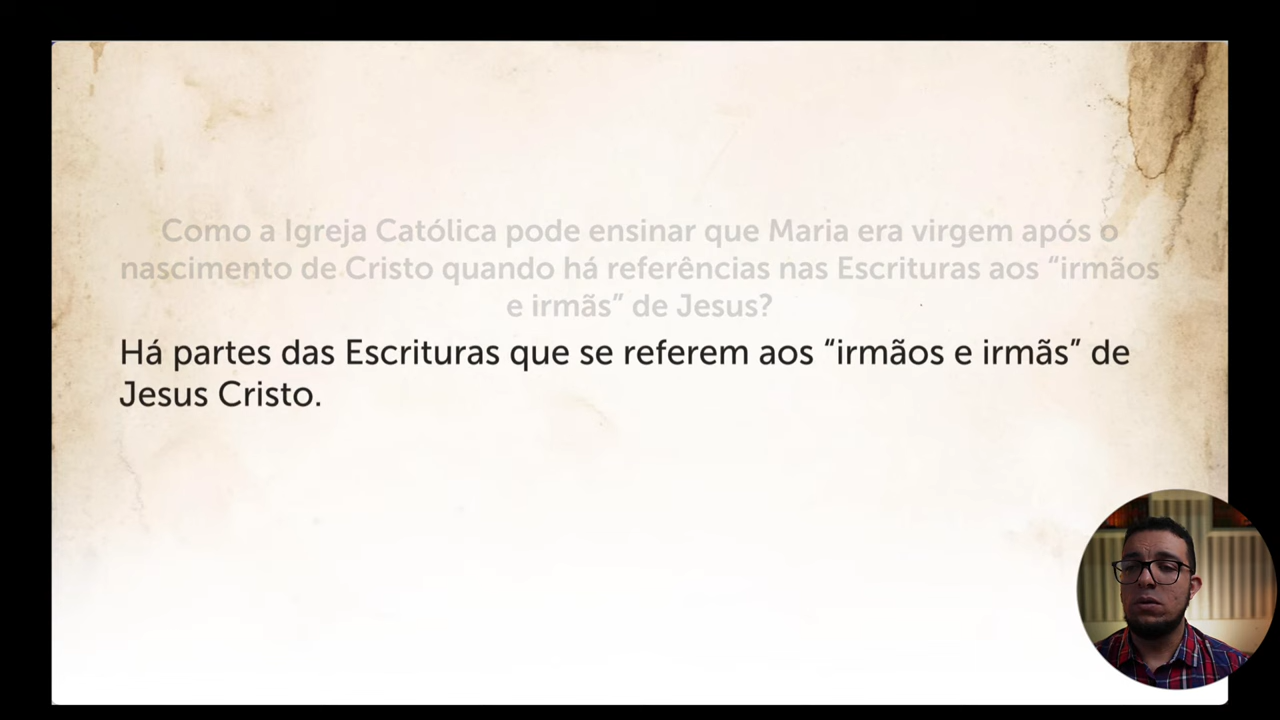 Como a Igreja Católica pode ensinar que Maria era virgem após o
nascimento de Cristo quando há referências nas Escrituras aos “irmãos
e irmãs” de Jesus?
Há partes das Escrituras que se referem aos “irmãos e irmãs” de
Jesus Cristo.